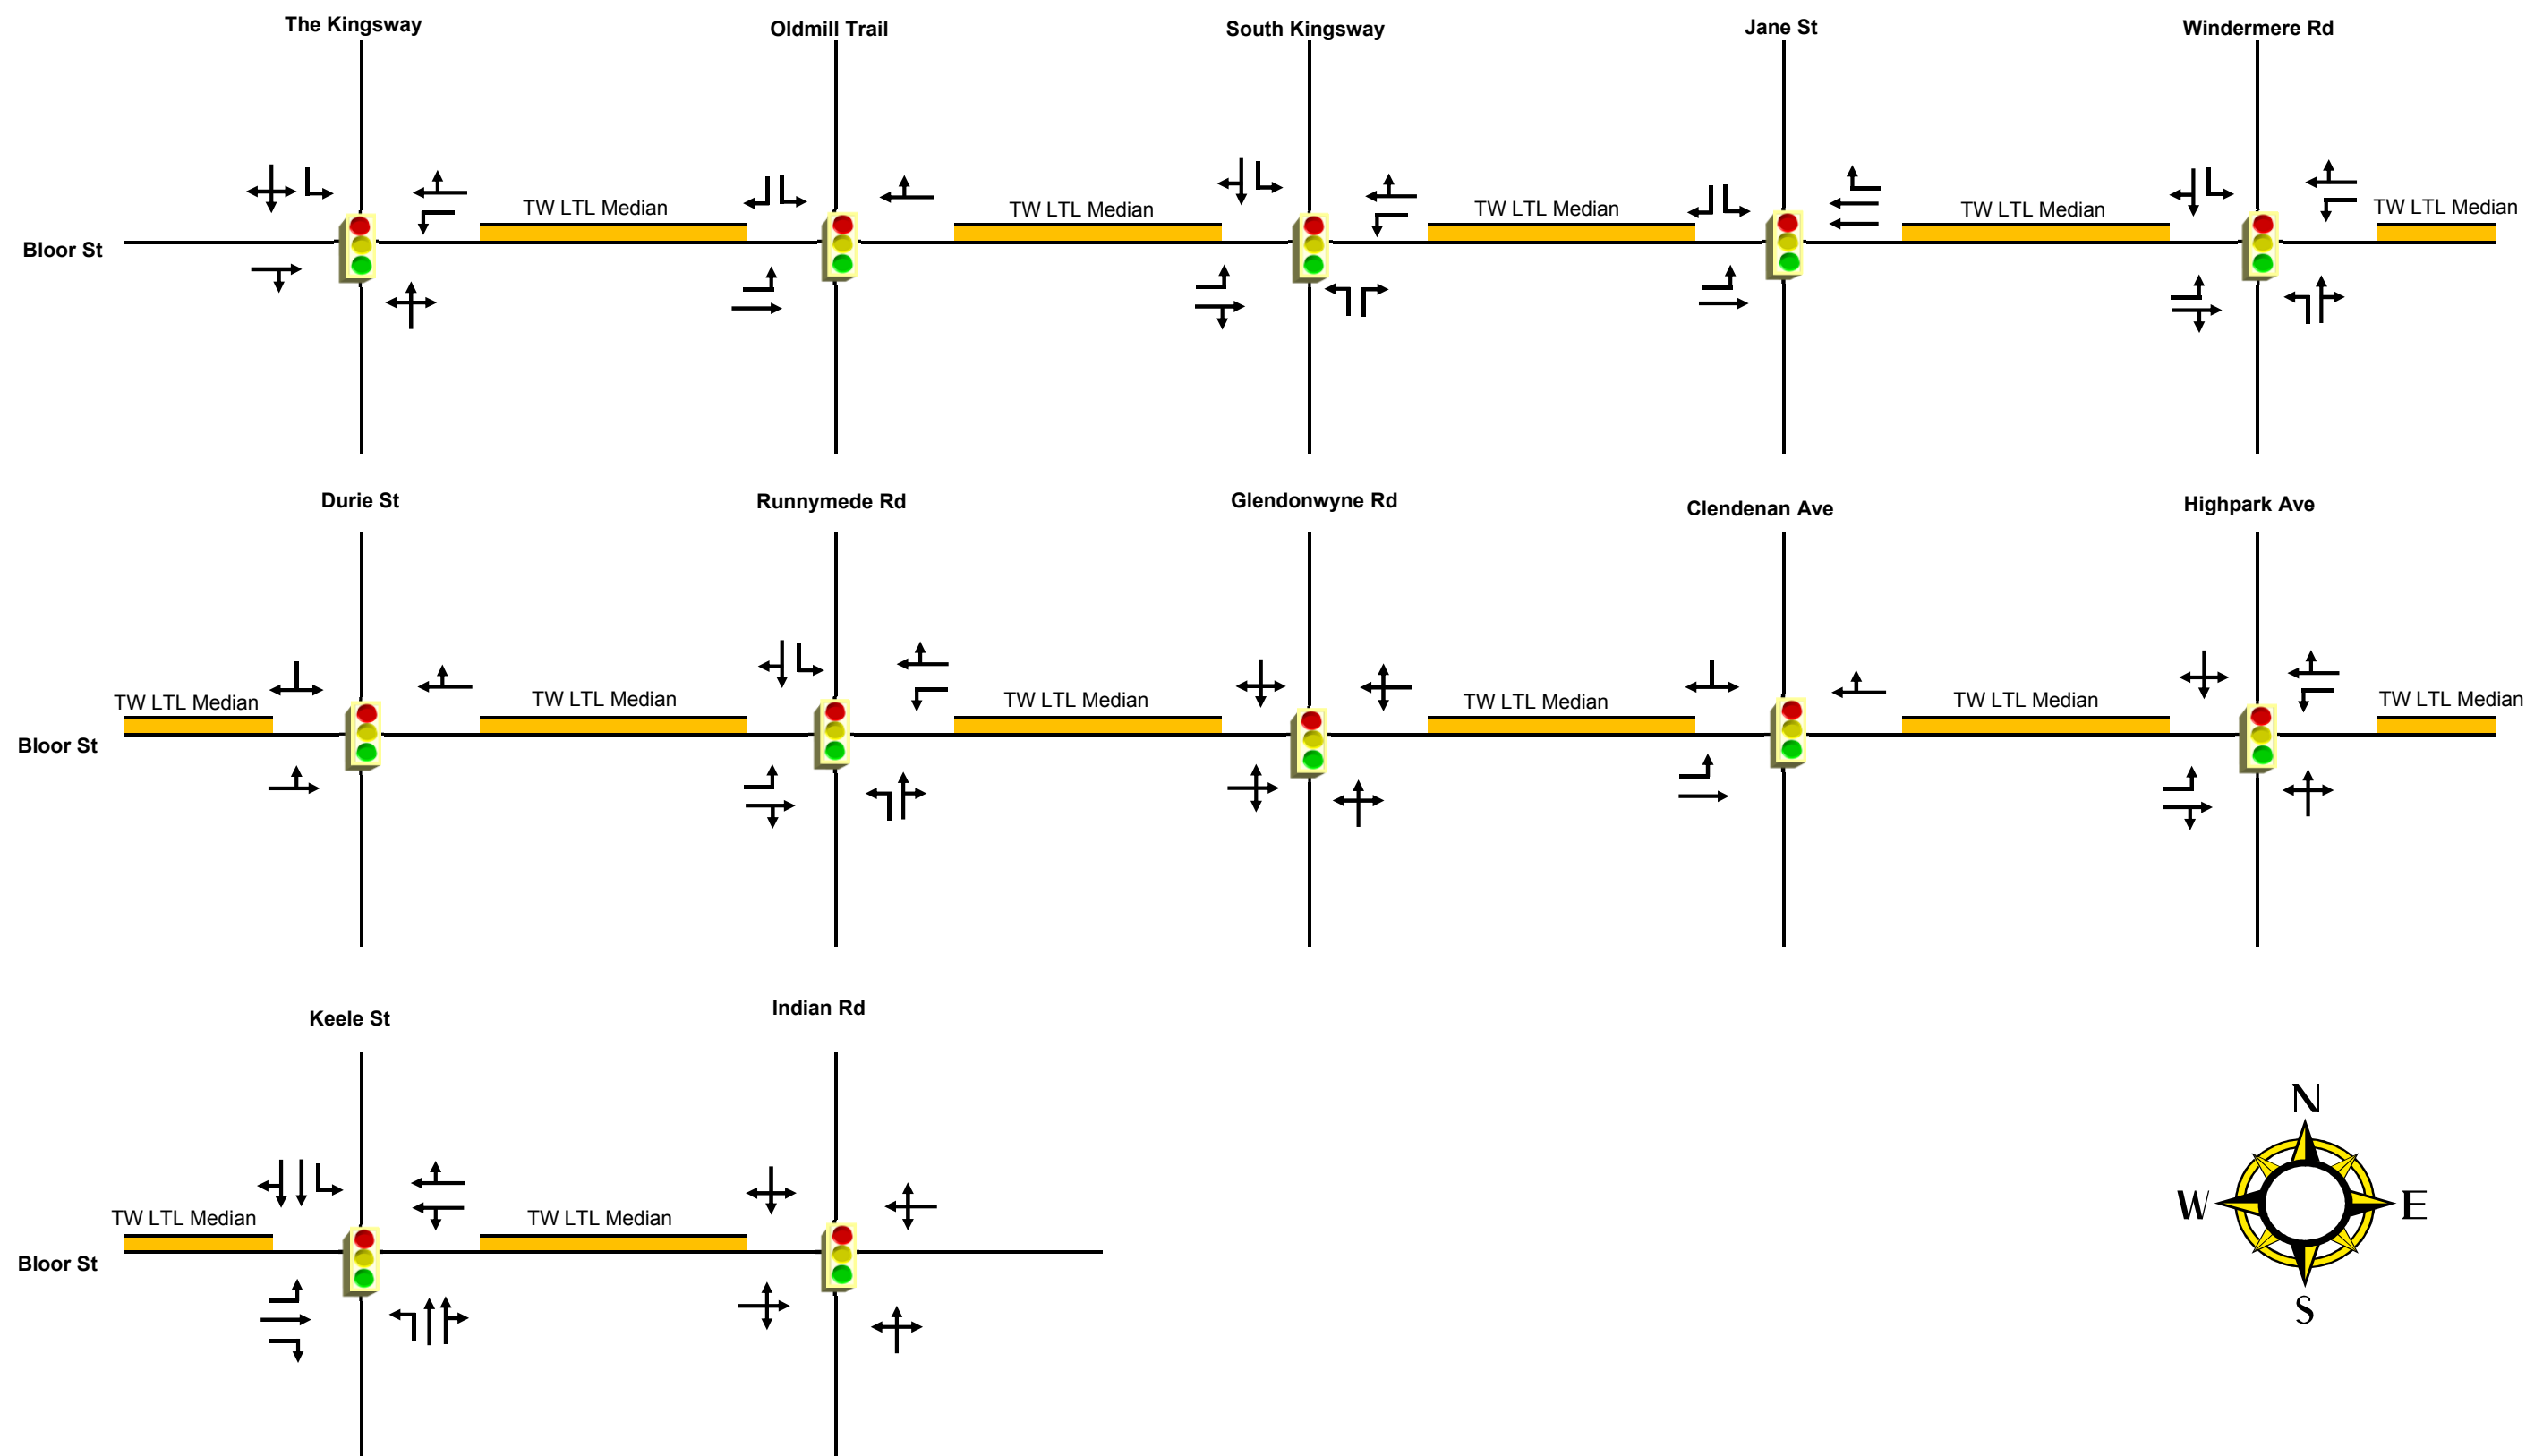 The Kingsway
Oldmill Trail
South Kingsway
Jane St
Windermere Rd
TW LTL Median
TW LTL Median
TW LTL Median
TW LTL Median
TW LTL Median
Bloor St
Durie St
Runnymede Rd
Glendonwyne Rd
Clendenan Ave
Highpark Ave
TW LTL Median
TW LTL Median
TW LTL Median
TW LTL Median
TW LTL Median
TW LTL Median
Bloor St
Keele St
Indian Rd
TW LTL Median
TW LTL Median
Bloor St
N
W
E
S